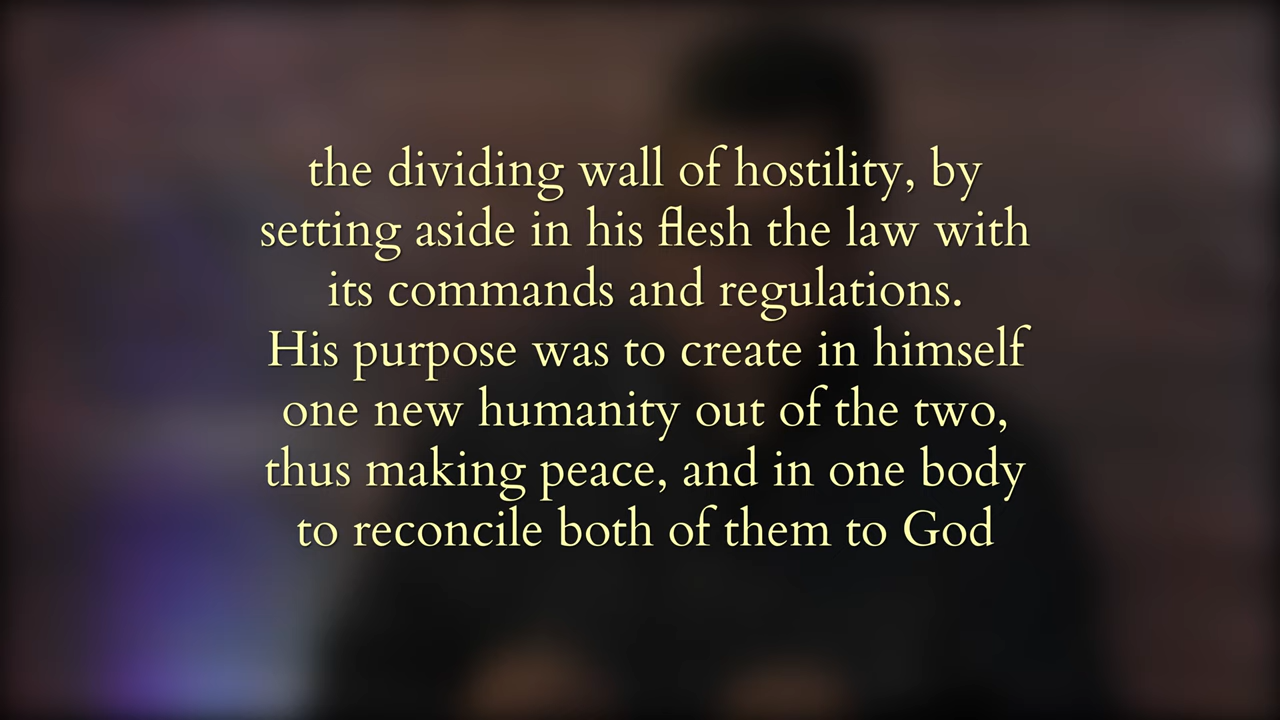 the dividing wall of hostility, by
setting aside in his flesh the law with
its commands and regulations.
His purpose was to create in himself
one new humanity out of the two,
thus making peace, and in one body
to reconcile both of them to God